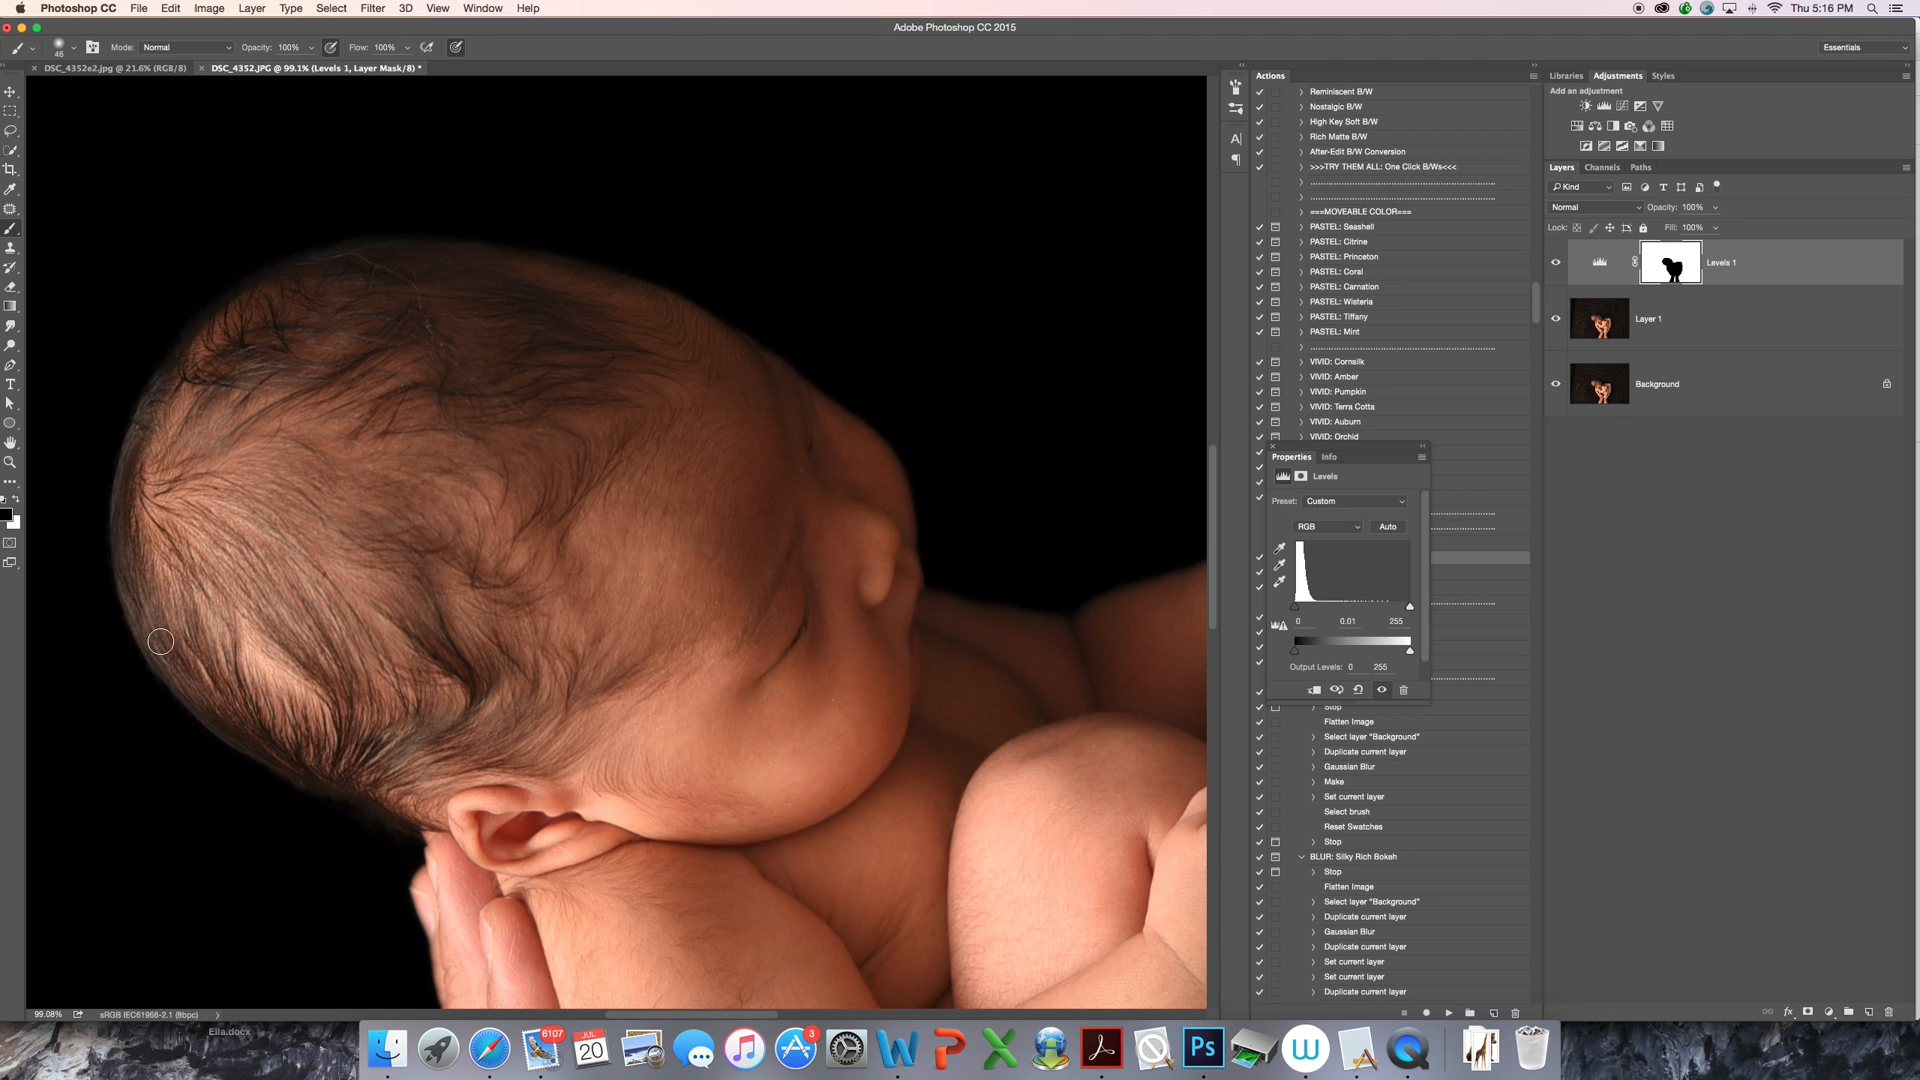 Photoshop CC File Edit Image Layer Type Select Filter 3D View Window Help Thu 5:16 PM
Adobe Photoshop CC 2015
46 Mode: Normal Opacity: 100% Flow: 100% Essentials
DSC_4352e2.jpg @ 21.6% (RGB/8) DSC_4352.JPG @ 99.1% (Levels 1, Layer Mask/8) *
Actions
Reminiscent B/W
Nostalgic B/W
High Key Soft B/W
Rich Matte B/W
After-Edit B/W Conversion
>>>TRY THEM ALL: One Click B/Ws<<<
===MOVEABLE COLOR===
PASTEL: Seashell
PASTEL: Citrine
PASTEL: Princeton
PASTEL: Coral
PASTEL: Carnation
PASTEL: Wisteria
PASTEL: Tiffany
PASTEL: Mint
VIVID: Cornsilk
VIVID: Amber
VIVID: Pumpkin
VIVID: Terra Cotta
VIVID: Auburn
VIVID: Orchid
Properties Info
Levels
Preset: Custom
RGB Auto
0 0.01 255
Output Levels: 0 255
Stop
Flatten Image
Select layer "Background"
Duplicate current layer
Gaussian Blur
Make
Set current layer
Select brush
Reset Swatches
Stop
BLUR: Silky Rich Bokeh
Stop
Flatten Image
Select layer "Background"
Duplicate current layer
Gaussian Blur
Duplicate current layer
Set current layer
Set current layer
Duplicate current layer
Libraries Adjustments Styles
Add an adjustment
Layers Channels Paths
Kind
Normal Opacity: 100%
Lock: Fill: 100%
Levels 1
Layer 1
Background
99.08% sRGB IEC61966-2.1 (8bpc)
Ella.docx
6107
JUL
20
3
Ps